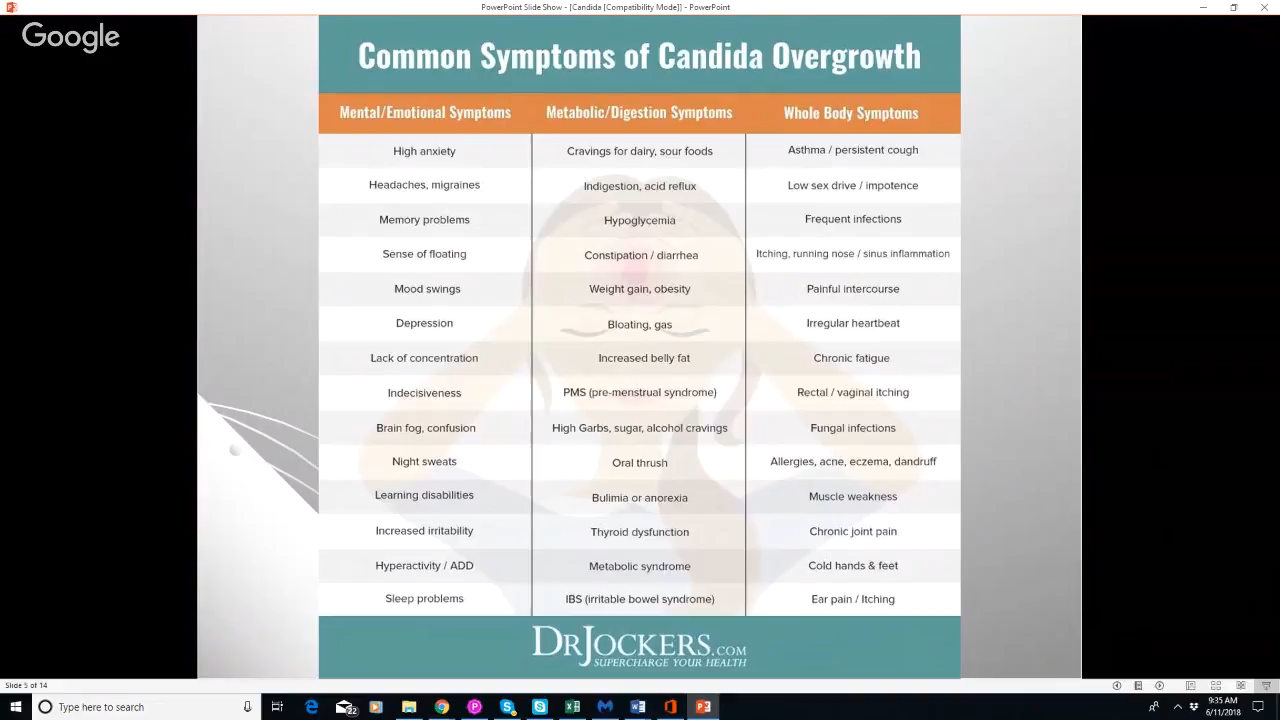 PowerPoint Slide Show - [Candida [Compatibility Mode]] - PowerPoint
Google
Common Symptoms of Candida Overgrowth
Mental/Emotional Symptoms Metabolic/Digestion Symptoms Whole Body Symptoms
High anxiety Cravings for dairy, sour foods Asthma / persistent cough
Headaches, migraines Indigestion, acid reflux Low sex drive / impotence
Memory problems Hypoglycemia Frequent infections
Sense of floating Constipation / diarrhea Itching, running nose / sinus inflammation
Mood swings Weight gain, obesity Painful intercourse
Depression Bloating, gas Irregular heartbeat
Lack of concentration Increased belly fat Chronic fatigue
Indecisiveness PMS (pre-menstrual syndrome) Rectal / vaginal itching
Brain fog, confusion High Garbs, sugar, alcohol cravings Fungal infections
Night sweats Oral thrush Allergies, acne, eczema, dandruff
Learning disabilities Bulimia or anorexia Muscle weakness
Increased irritability Thyroid dysfunction Chronic joint pain
Hyperactivity / ADD Metabolic syndrome Cold hands & feet
Sleep problems IBS (irritable bowel syndrome) Ear pain / Itching
DRJOCKERS.COM
SUPERCHARGE YOUR HEALTH
Slide 5 of 14
Type here to search
22
9:35 AM
6/11/2018